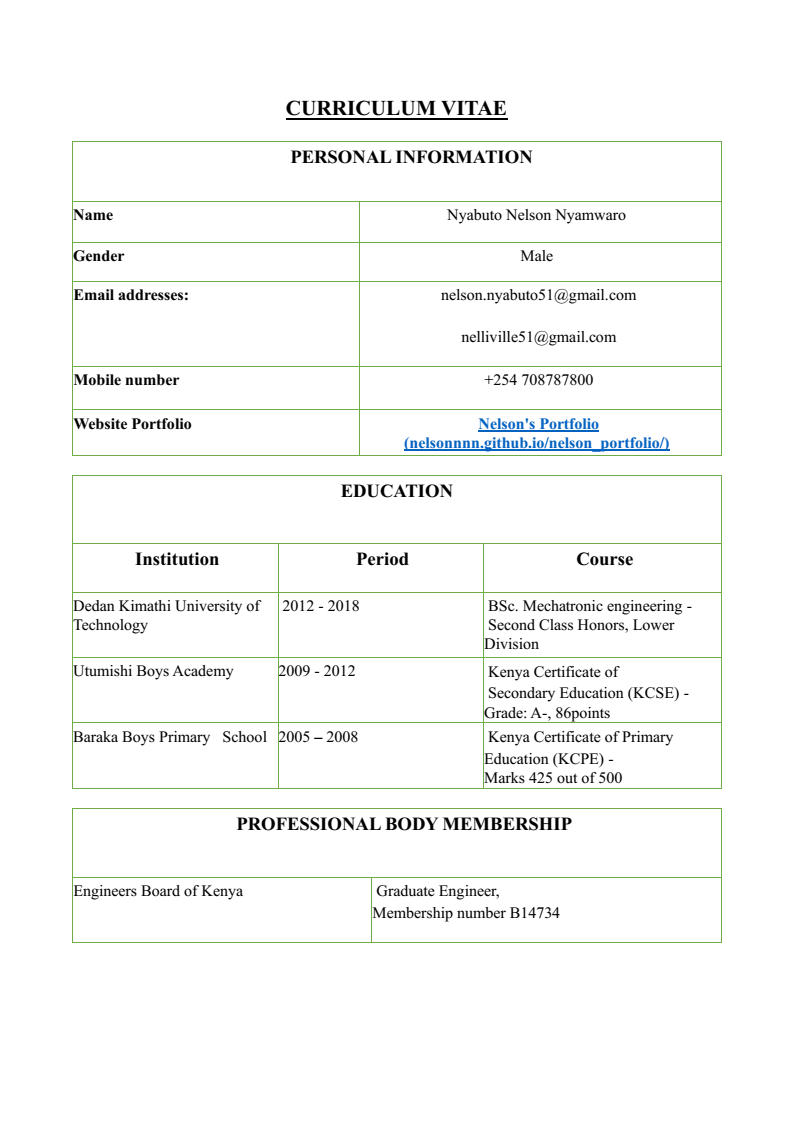 CURRICULUM VITAE
PERSONAL INFORMATION
Name
Nyabuto Nelson Nyamwaro
Gender
Male
Email addresses:
nelson.nyabuto51@gmail.com
nelliville51@gmail.com
Mobile number
+254 708787800
Website Portfolio
Nelson's Portfolio
(nelsonnnn.github.io/nelson_portfolio/)
EDUCATION
Institution
Period
Course
Dedan Kimathi University of
Technology
2012 - 2018
BSc. Mechatronic engineering -
Second Class Honors, Lower
Division
Utumishi Boys Academy
2009 - 2012
Kenya Certificate of
Secondary Education (KCSE) -
Grade: A-, 86points
Baraka Boys Primary School
2005 – 2008
Kenya Certificate of Primary
Education (KCPE) -
Marks 425 out of 500
PROFESSIONAL BODY MEMBERSHIP
Engineers Board of Kenya
Graduate Engineer,
Membership number B14734